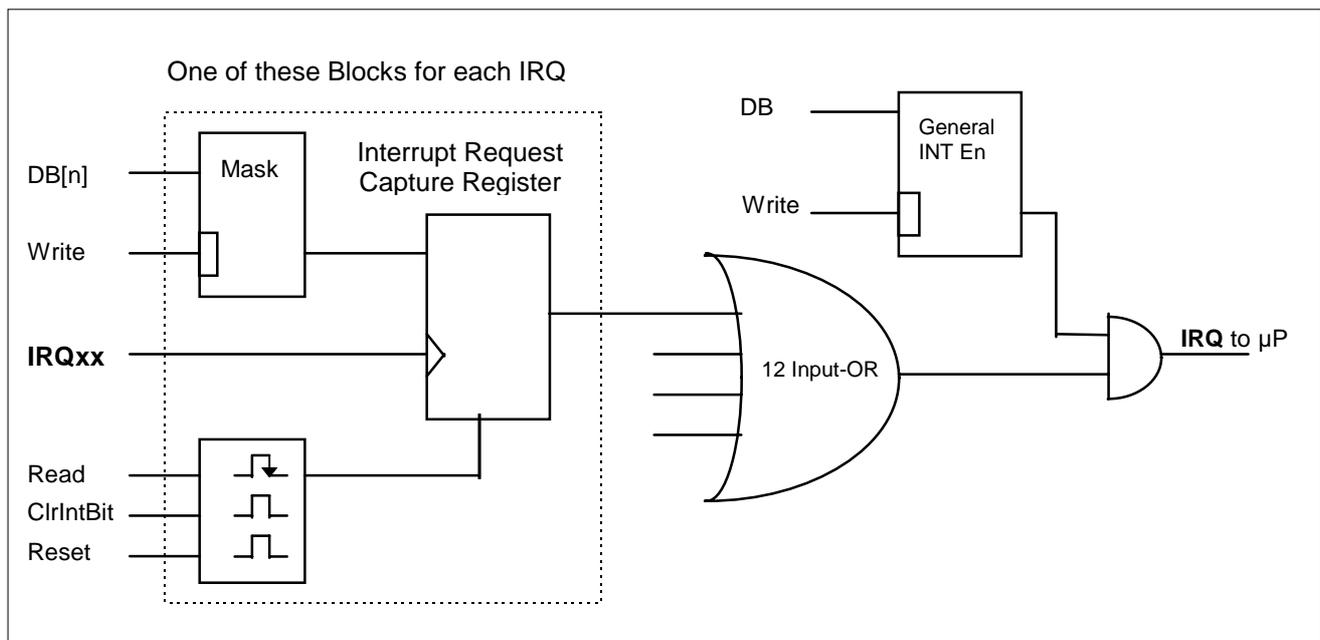 One of these Blocks for each IRQ
DB[n]
Mask
Write
Interrupt Request
Capture Register
IRQxx
Read
ClrIntBit
Reset
DB
General
INT En
Write
12 Input-OR
IRQ to µP